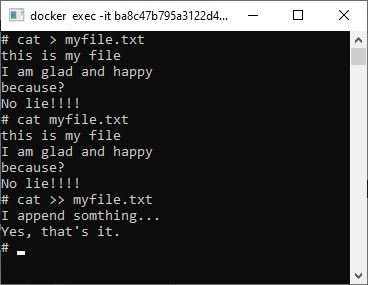 docker exec -it ba8c47b795a3122d4...
# cat > myfile.txt
this is my file
I am glad and happy
because?
No lie!!!!
# cat myfile.txt
this is my file
I am glad and happy
because?
No lie!!!!
# cat >> myfile.txt
I append somthing...
Yes, that's it.
#